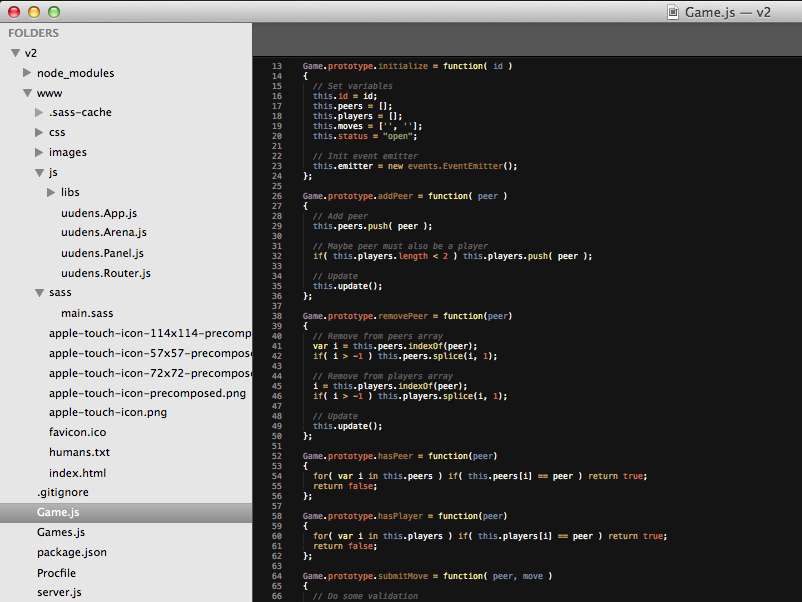 Game.js — v2
FOLDERS
v2
node_modules
www
.sass-cache
css
images
js
libs
uudens.App.js
uudens.Arena.js
uudens.Panel.js
uudens.Router.js
sass
main.sass
apple-touch-icon-114x114-precomp
apple-touch-icon-57x57-precompose
apple-touch-icon-72x72-precompose
apple-touch-icon-precomposed.png
apple-touch-icon.png
favicon.ico
humans.txt
index.html
.gitignore
Game.js
Games.js
package.json
Procfile
server.js
13 Game.prototype.initialize = function( id )
14 {
15 // Set variables
16 this.id = id;
17 this.peers = [];
18 this.players = [];
19 this.moves = ['', ''];
20 this.status = "open";
21
22 // Init event emitter
23 this.emitter = new events.EventEmitter();
24 };
25
26 Game.prototype.addPeer = function( peer )
27 {
28 // Add peer
29 this.peers.push( peer );
30
31 // Maybe peer must also be a player
32 if( this.players.length < 2 ) this.players.push( peer );
33
34 // Update
35 this.update();
36 };
37
38 Game.prototype.removePeer = function(peer)
39 {
40 // Remove from peers array
41 var i = this.peers.indexOf(peer);
42 if( i > -1 ) this.peers.splice(i, 1);
43
44 // Remove from players array
45 i = this.players.indexOf(peer);
46 if( i > -1 ) this.players.splice(i, 1);
47
48 // Update
49 this.update();
50 };
51
52 Game.prototype.hasPeer = function(peer)
53 {
54 for( var i in this.peers ) if( this.peers[i] == peer ) return true;
55 return false;
56 };
57
58 Game.prototype.hasPlayer = function(peer)
59 {
60 for( var i in this.players ) if( this.players[i] == peer ) return true;
61 return false;
62 };
63
64 Game.prototype.submitMove = function( peer, move )
65 {
66 // Do some validation